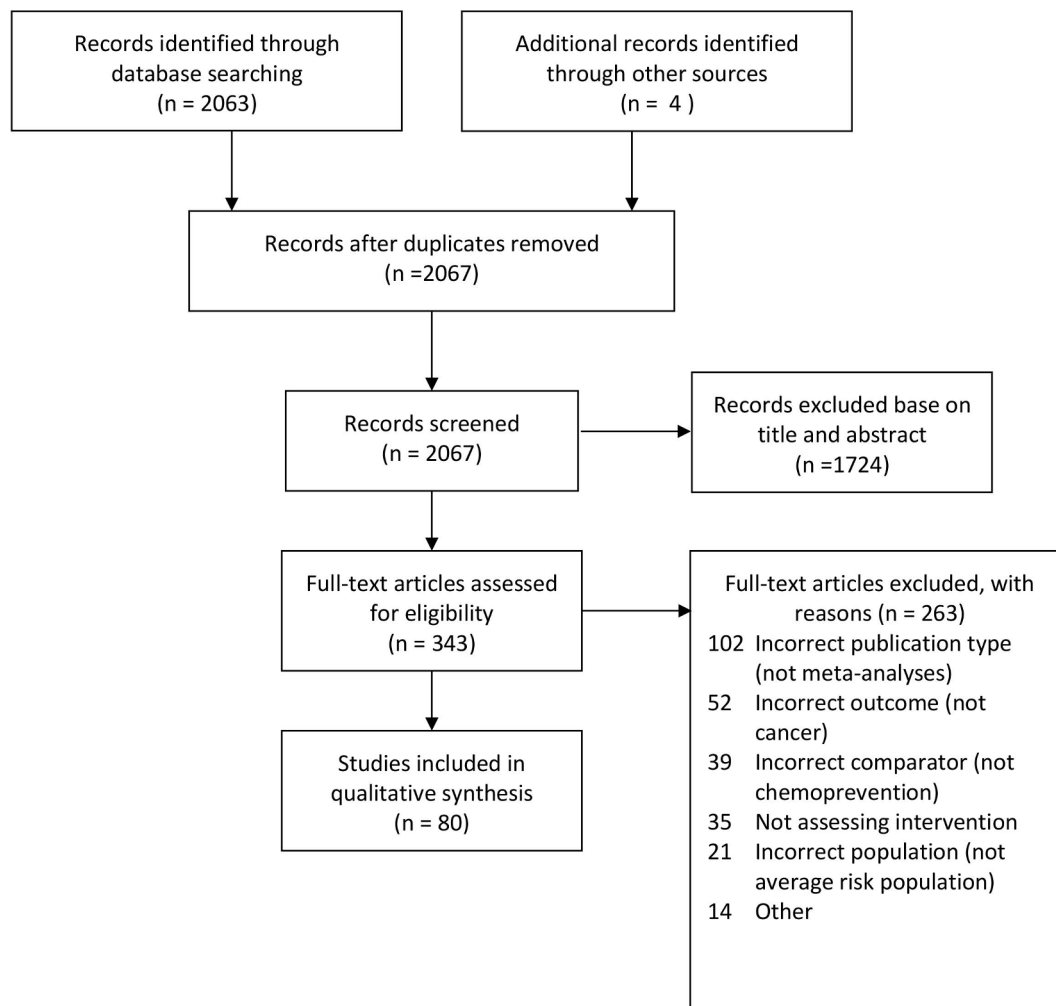 Records identified through
database searching
(n = 2063)
Additional records identified
through other sources
(n = 4 )
Records after duplicates removed
(n =2067)
Records screened
(n = 2067)
Records excluded base on
title and abstract
(n =1724)
Full-text articles assessed
for eligibility
(n = 343)
Full-text articles excluded, with
reasons (n = 263)
102 Incorrect publication type
(not meta-analyses)
52 Incorrect outcome (not
cancer)
39 Incorrect comparator (not
chemoprevention)
35 Not assessing intervention
21 Incorrect population (not
average risk population)
14 Other
Studies included in
qualitative synthesis
(n = 80)